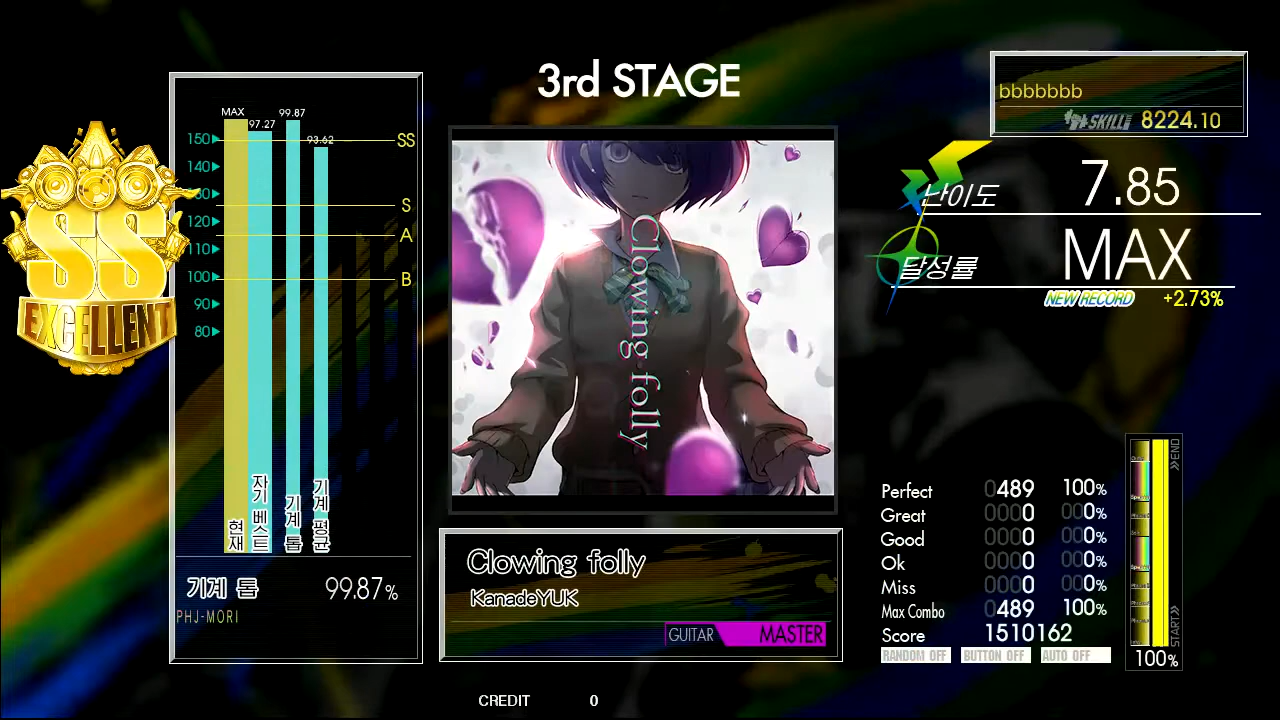 3rd STAGE
bbbbbbb
SKILL 8224.10
난이도 7.85
달성률 MAX
NEW RECORD +2.73%
SS
EXCELLENT
MAX
97.27
99.87
93.62
150
140
130
120
110
100
90
80
SS
S
A
B
현재
자기 베스트
기계 톱
기계 평균
기계 톱 99.87%
PHJ-MORI
Clowing folly
Clowing folly
KanadeYUK
GUITAR MASTER
Perfect 0489 100%
Great 0000 000%
Good 0000 000%
Ok 0000 000%
Miss 0000 000%
Max Combo 0489 100%
Score 1510162
RANDOM OFF BUTTON OFF AUTO OFF
END
START
100%
CREDIT 0